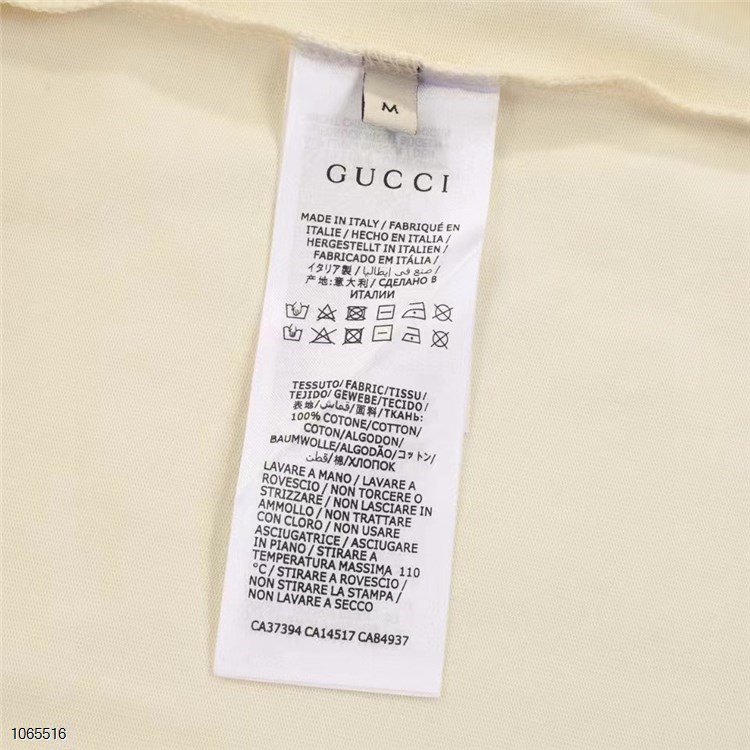 M
GUCCI
MADE IN ITALY / FABRIQUÉ EN
ITALIE / HECHO EN ITALIA /
HERGESTELLT IN ITALIEN /
FABRICADO EM ITÁLIA /
イタリア製 / صنع في إيطاليا /
产地:意大利 / СДЕЛАНО В
ИТАЛИИ
TESSUTO/ FABRIC/TISSU/
TEJIDO/ GEWEBE/TECIDO/
表地/قماش/面料/ТКАНЬ:
100% COTONE/COTTON/
COTON/ALGODON/
BAUMWOLLE/ALGODÃO/コットン/
قطن/棉/ХЛОПОК
LAVARE A MANO / LAVARE A
ROVESCIO / NON TORCERE O
STRIZZARE / NON LASCIARE IN
AMMOLLO / NON TRATTARE
CON CLORO / NON USARE
ASCIUGATRICE / ASCIUGARE
IN PIANO / STIRARE A
TEMPERATURA MASSIMA 110
°C / STIRARE A ROVESCIO /
NON STIRARE LA STAMPA /
NON LAVARE A SECCO
CA37394 CA14517 CA84937
1065516